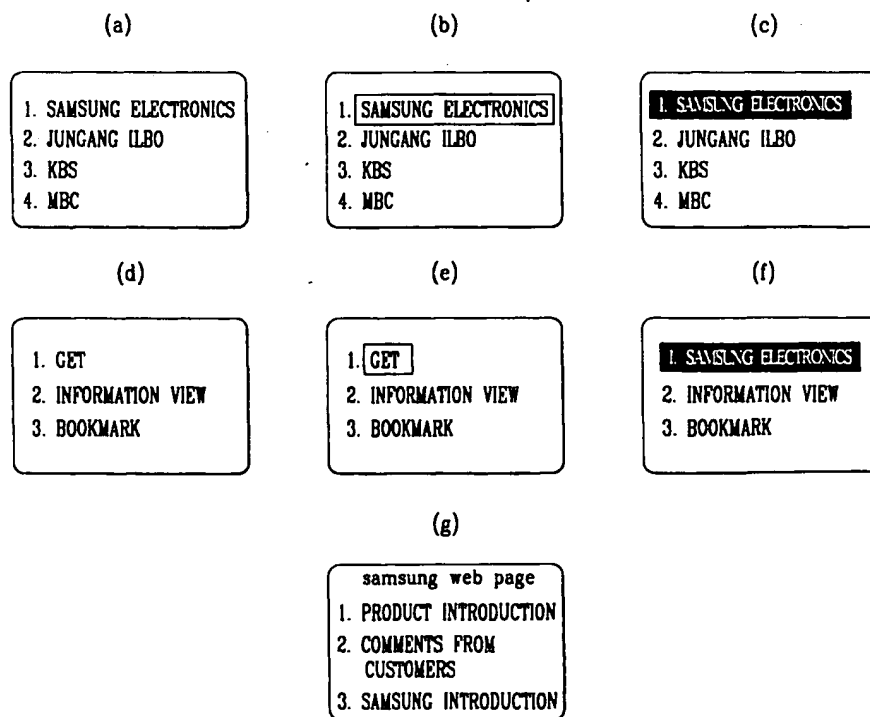 (a)
(b)
(c)
1. SAMSUNG ELECTRONICS
2. JUNGANG ILBO
3. KBS
4. MBC
1. SAMSUNG ELECTRONICS
2. JUNGANG ILBO
3. KBS
4. MBC
1. SAMSUNG ELECTRONICS
2. JUNGANG ILBO
3. KBS
4. MBC
(d)
(e)
(f)
1. GET
2. INFORMATION VIEW
3. BOOKMARK
1. GET
2. INFORMATION VIEW
3. BOOKMARK
1. SAMSUNG ELECTRONICS
2. INFORMATION VIEW
3. BOOKMARK
(g)
samsung web page
1. PRODUCT INTRODUCTION
2. COMMENTS FROM
CUSTOMERS
3. SAMSUNG INTRODUCTION